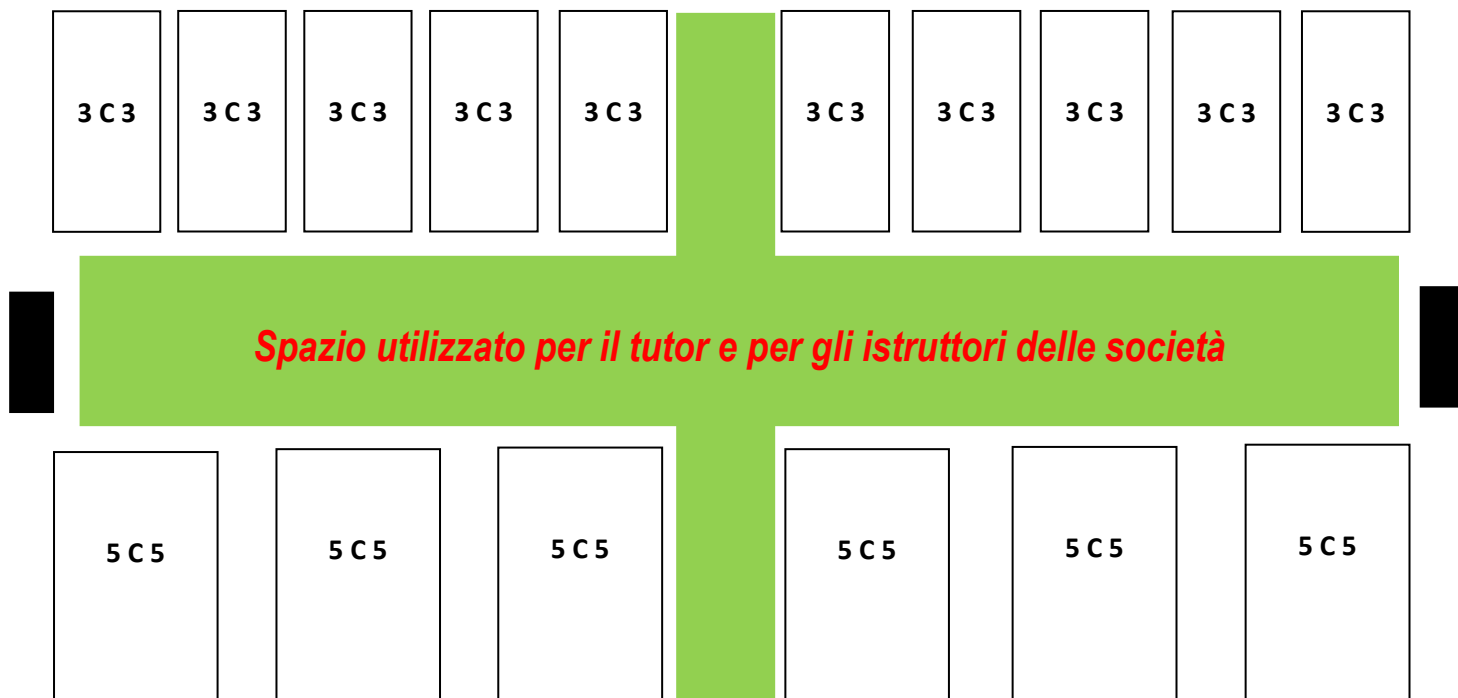 3 C 3 3 C 3 3 C 3 3 C 3 3 C 3 3 C 3 3 C 3 3 C 3 3 C 3 3 C 3
Spazio utilizzato per il tutor e per gli istruttori delle società
5 C 5 5 C 5 5 C 5 5 C 5 5 C 5 5 C 5